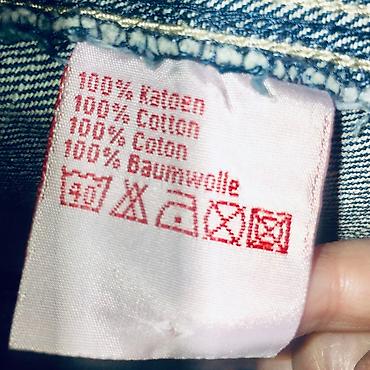 100% Katoen
100% Cotton
100% Coton
100% Baumwolle
40